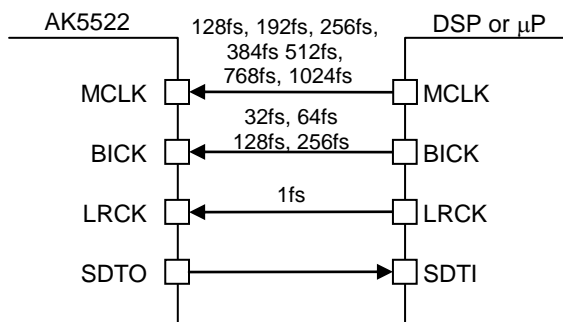 AK5522
DSP or μP
128fs, 192fs, 256fs,
384fs 512fs,
768fs, 1024fs
MCLK
MCLK
32fs, 64fs
128fs, 256fs
BICK
BICK
1fs
LRCK
LRCK
SDTO
SDTI